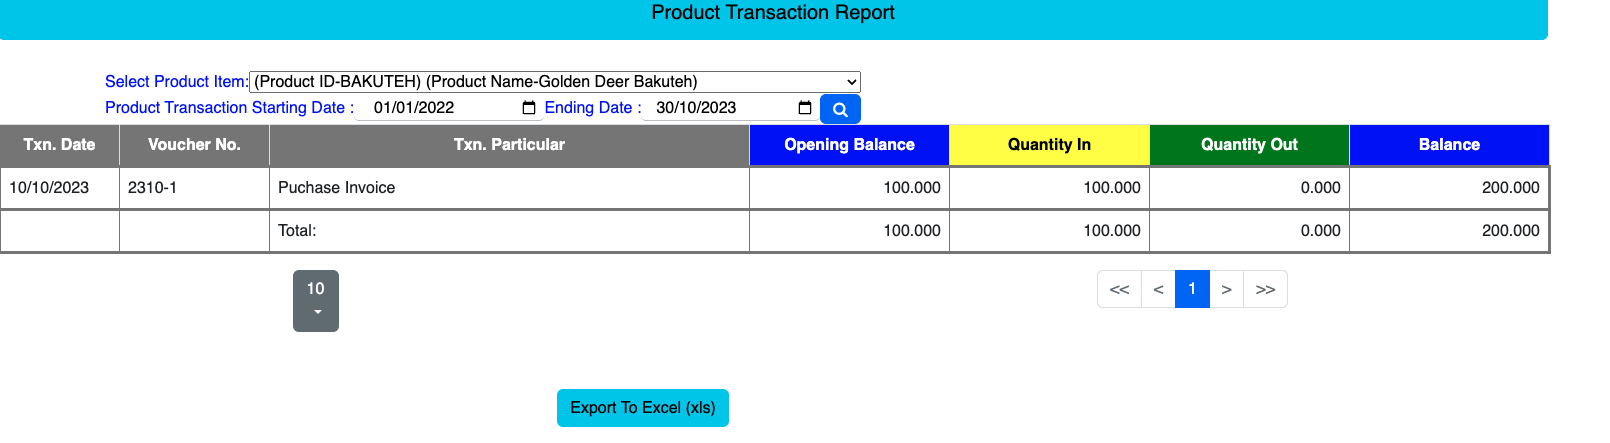 Product Transaction Report
Select Product Item: (Product ID-BAKUTEH) (Product Name-Golden Deer Bakuteh)
Product Transaction Starting Date : 01/01/2022 Ending Date : 30/10/2023
Txn. Date Voucher No. Txn. Particular Opening Balance Quantity In Quantity Out Balance
10/10/2023 2310-1 Puchase Invoice 100.000 100.000 0.000 200.000
Total: 100.000 100.000 0.000 200.000
10 << < 1 > >>
Export To Excel (xls)